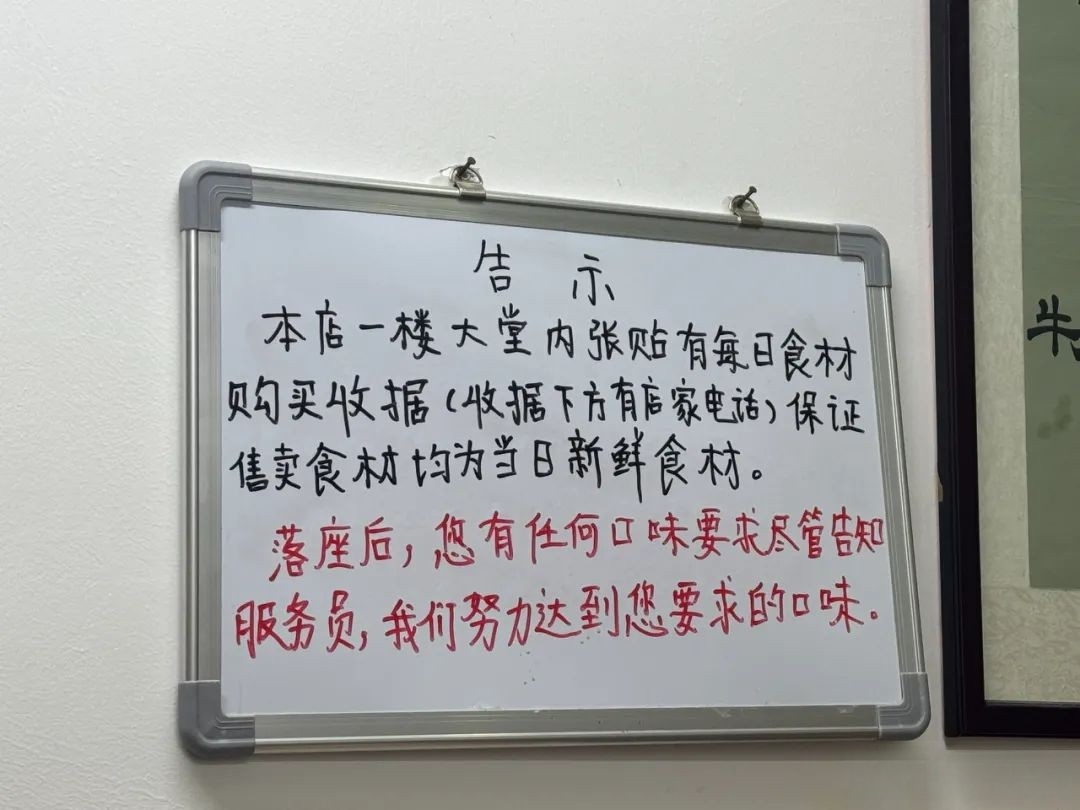 告 示
本店一楼大堂内张贴有每日食材
购买收据(收据下方有店家电话)保证
售卖食材均为当日新鲜食材。
落座后,您有任何口味要求尽管告知
服务员,我们努力达到您要求的口味。
牛